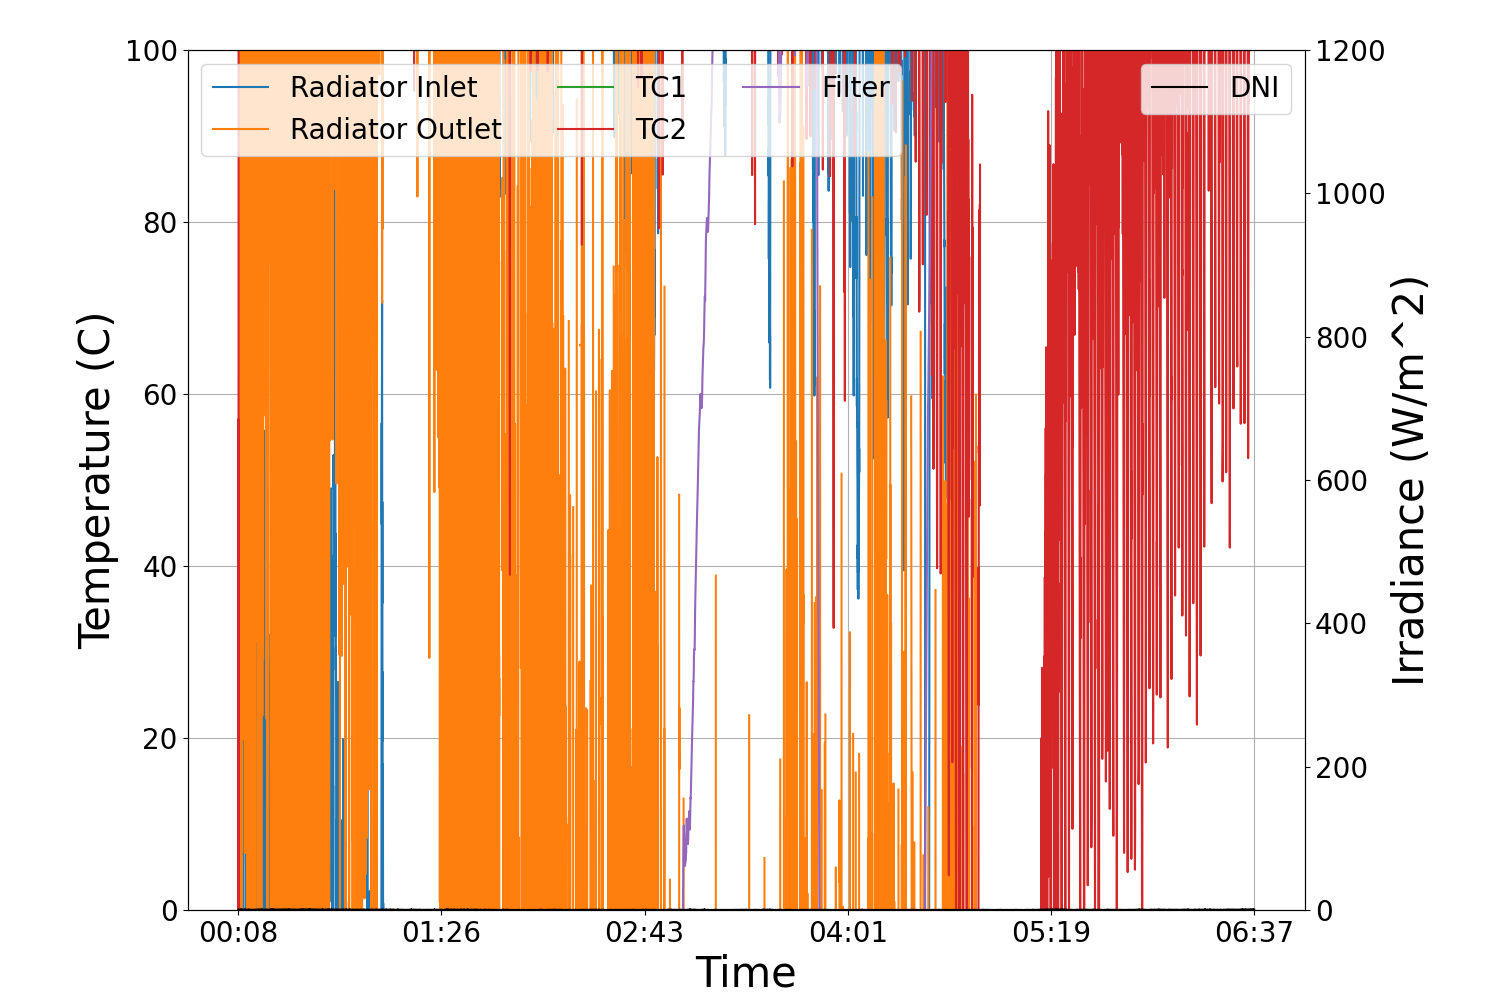 100
80
60
40
20
0
Temperature (C)
Radiator Inlet
Radiator Outlet
TC1
TC2
Filter
DNI
1200
1000
800
600
400
200
0
Irradiance (W/m^2)
00:08 01:26 02:43 04:01 05:19 06:37
Time